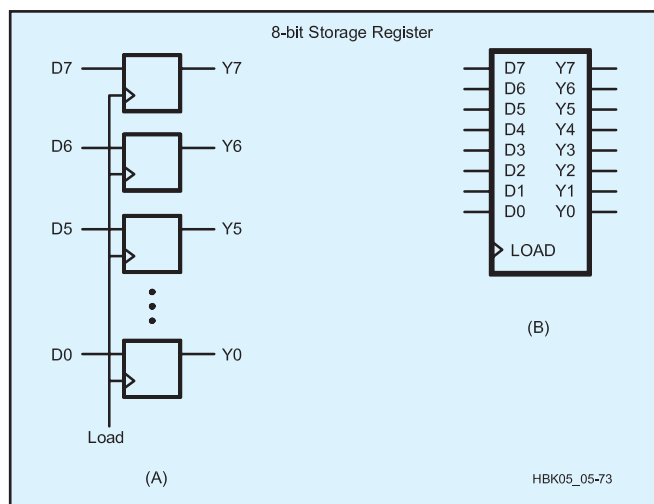 8-bit Storage Register
D7 Y7
D6 Y6
D5 Y5
D0 Y0
Load
(A)
D7 Y7
D6 Y6
D5 Y5
D4 Y4
D3 Y3
D2 Y2
D1 Y1
D0 Y0
LOAD
(B)
HBK05_05-73